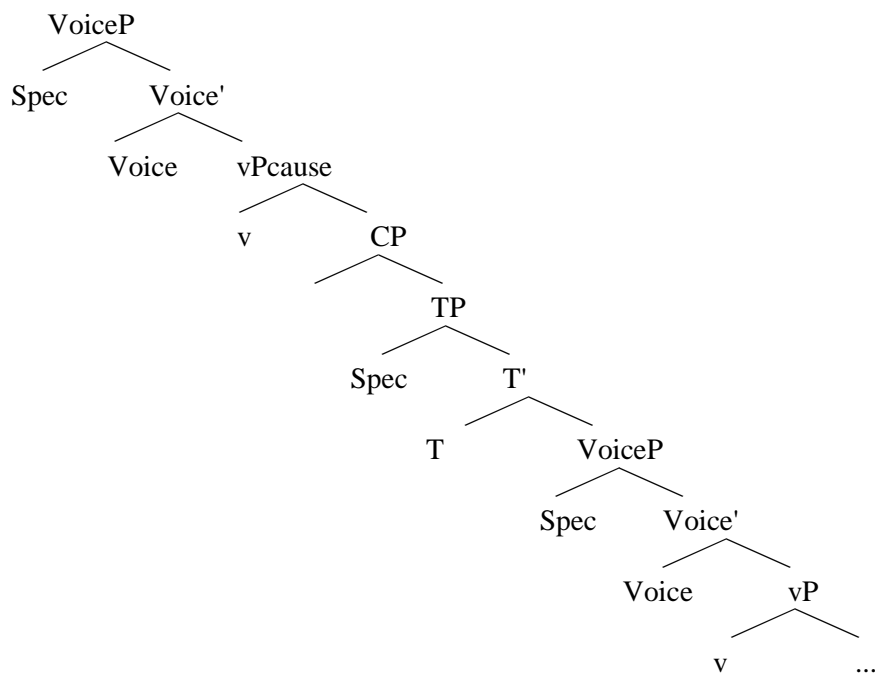 VoiceP
Spec Voice'
Voice vPcause
v CP
TP
Spec T'
T VoiceP
Spec Voice'
Voice vP
v ...